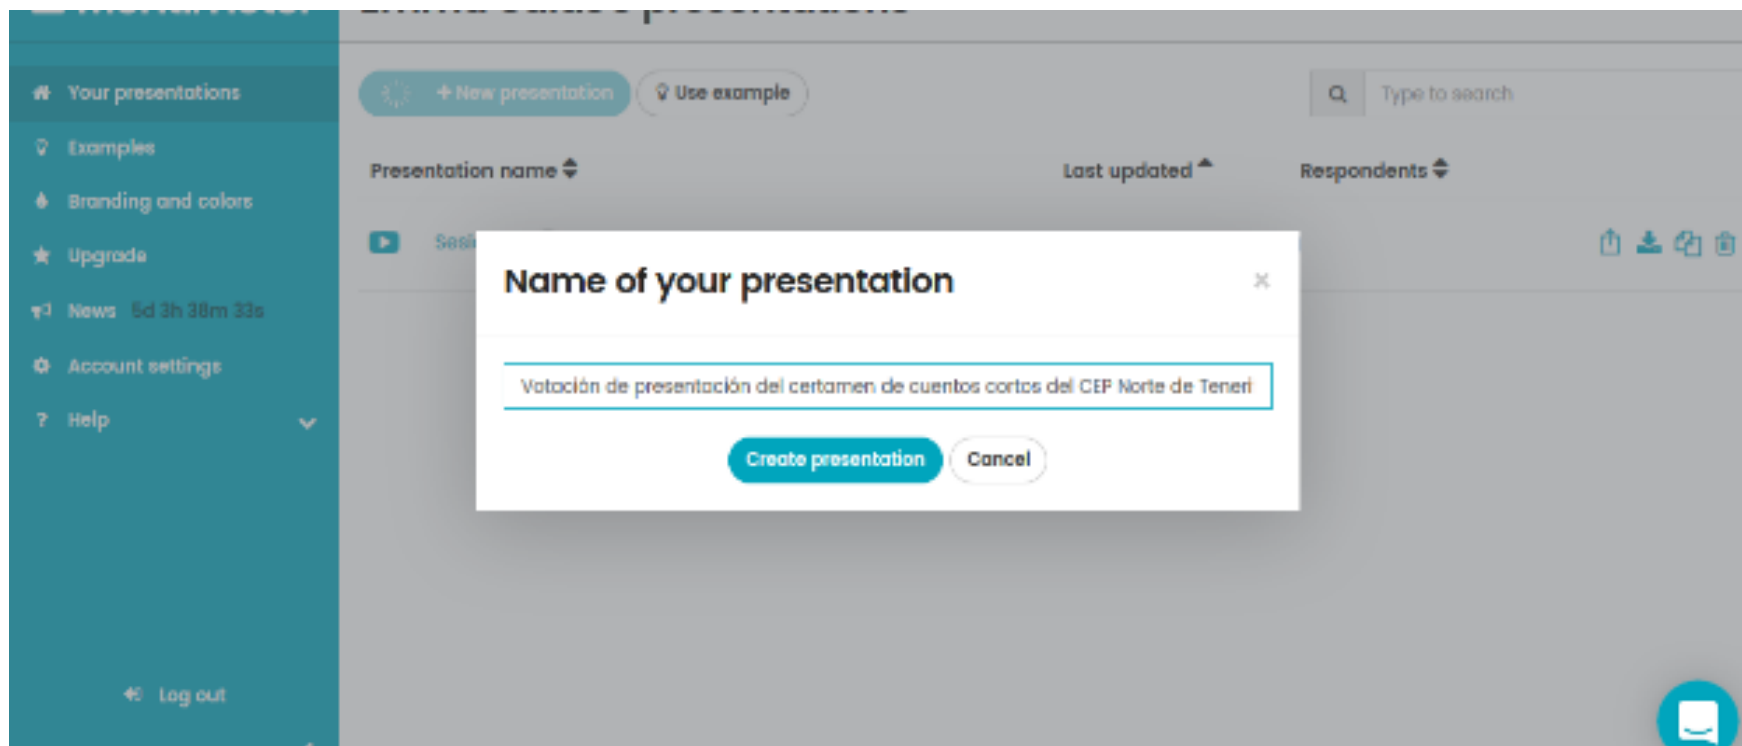 presentations
Your presentations
Examples
Branding and colors
Upgrade
News 5d 3h 38m 33s
Account settings
? Help
Log out
+ New presentation
Use example
Type to search
Presentation name
Last updated
Respondents
Name of your presentation
×
Votación de presentación del certamen de cuentos cortos del CEP Norte de Teneri
Create presentation
Cancel